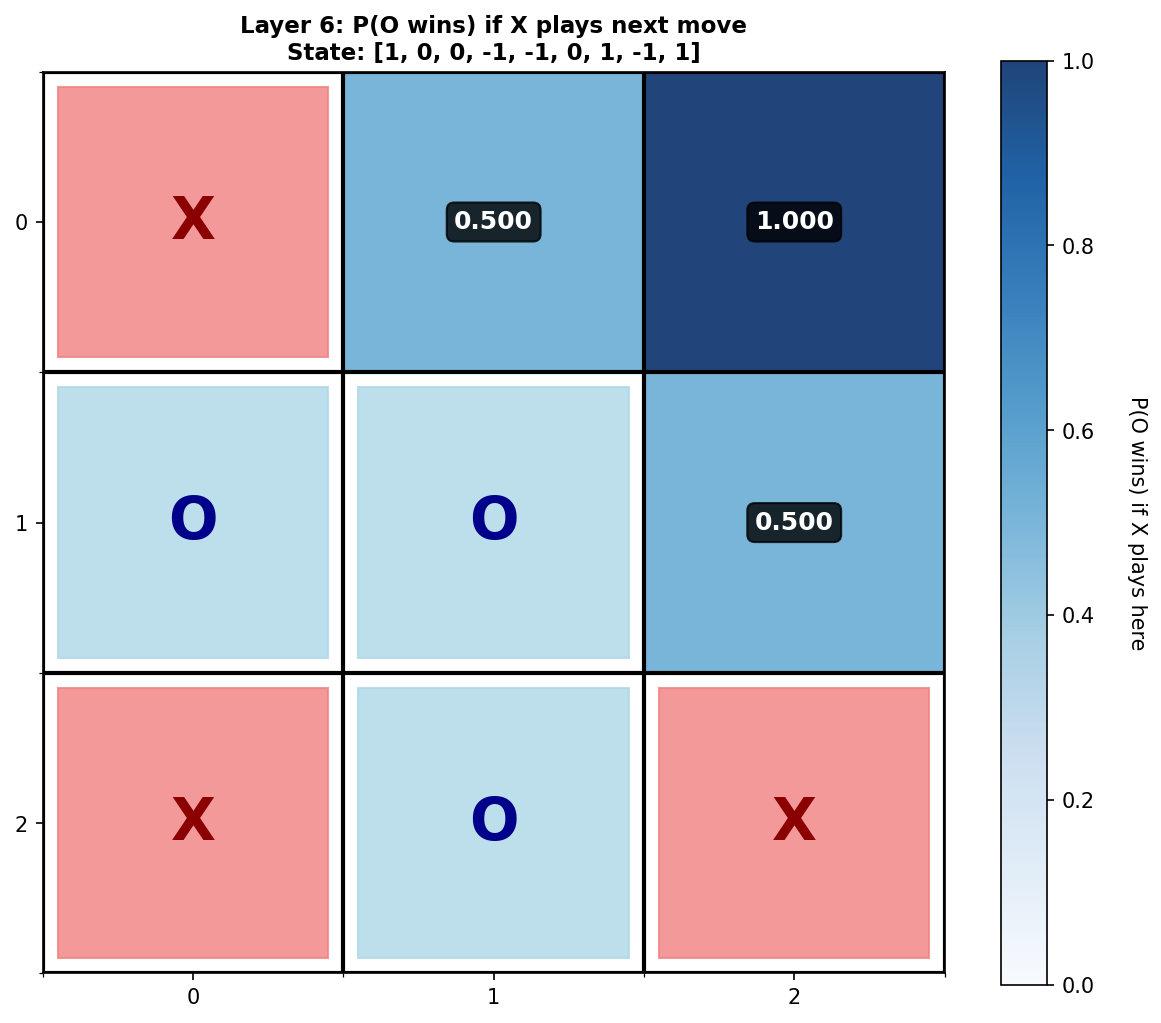 Layer 6: P(O wins) if X plays next move
State: [1, 0, 0, -1, -1, 0, 1, -1, 1]
1.0
0
X
0.500
1.000
0.8
0.6
P(O wins) if X plays here
1
O
O
0.500
0.4
0.2
2
X
O
X
0.0
0
1
2